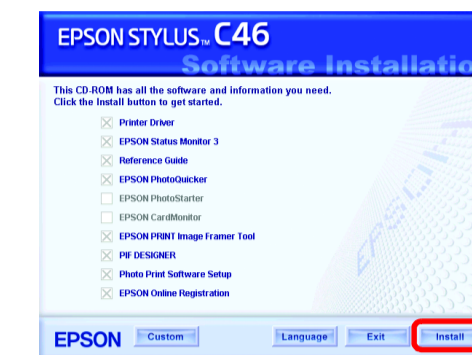 EPSON STYLUS™ C46
Software Installatio
This CD-ROM has all the software and information you need.
Click the Install button to get started.
Printer Driver
EPSON Status Monitor 3
Reference Guide
EPSON PhotoQuicker
EPSON PhotoStarter
EPSON CardMonitor
EPSON PRINT Image Framer Tool
PIF DESIGNER
Photo Print Software Setup
EPSON Online Registration
EPSON
EPSON Custom Language Exit Install